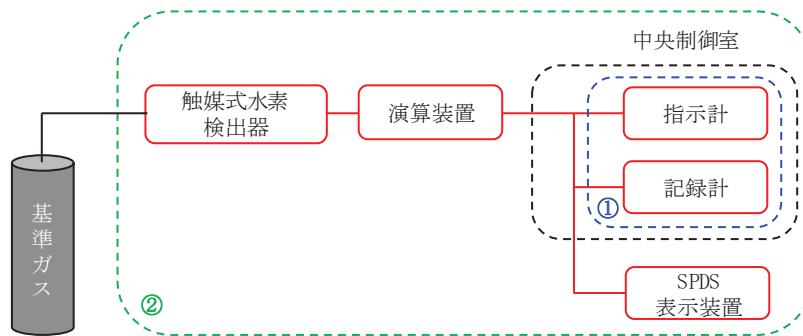 中央制御室
触媒式水素
検出器
演算装置
指示計
記録計
①
基準ガス
SPDS
表示装置
②